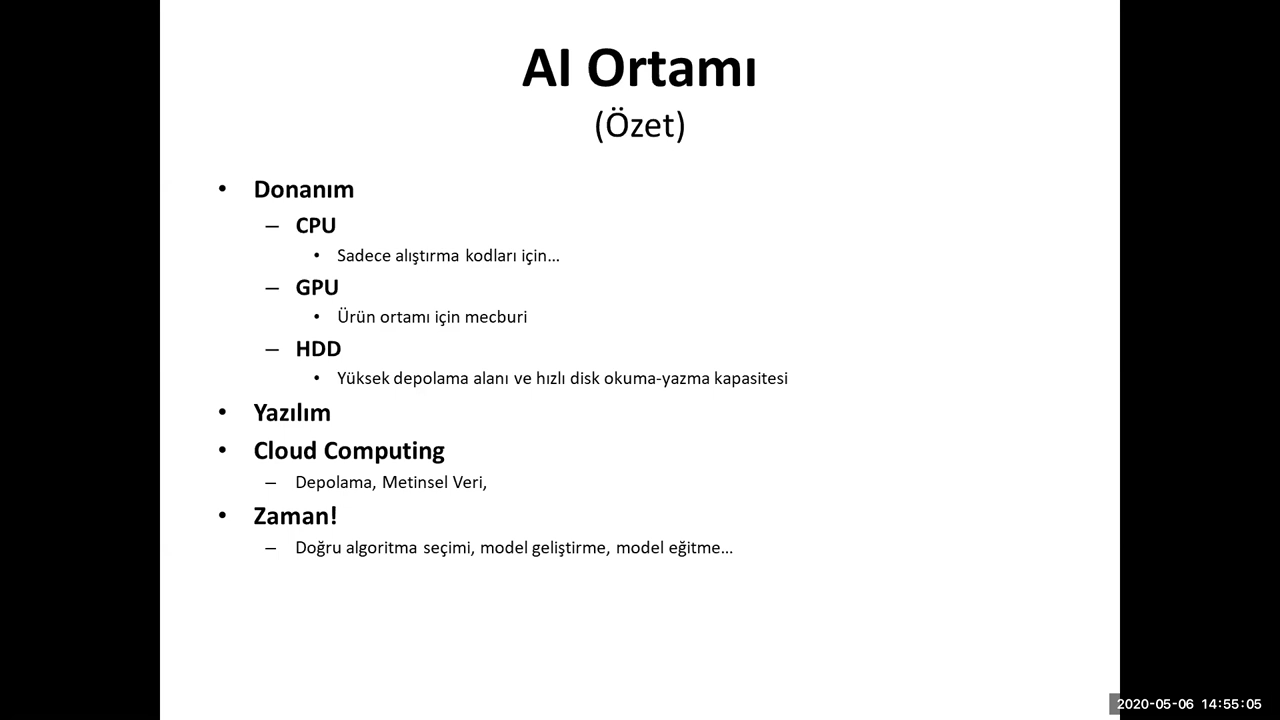 AI Ortamı
(Özet)
• Donanım
– CPU
• Sadece alıştırma kodları için...
– GPU
• Ürün ortamı için mecburi
– HDD
• Yüksek depolama alanı ve hızlı disk okuma-yazma kapasitesi
• Yazılım
• Cloud Computing
– Depolama, Metinsel Veri,
• Zaman!
– Doğru algoritma seçimi, model geliştirme, model eğitme...
2020-05-06 14:55:05